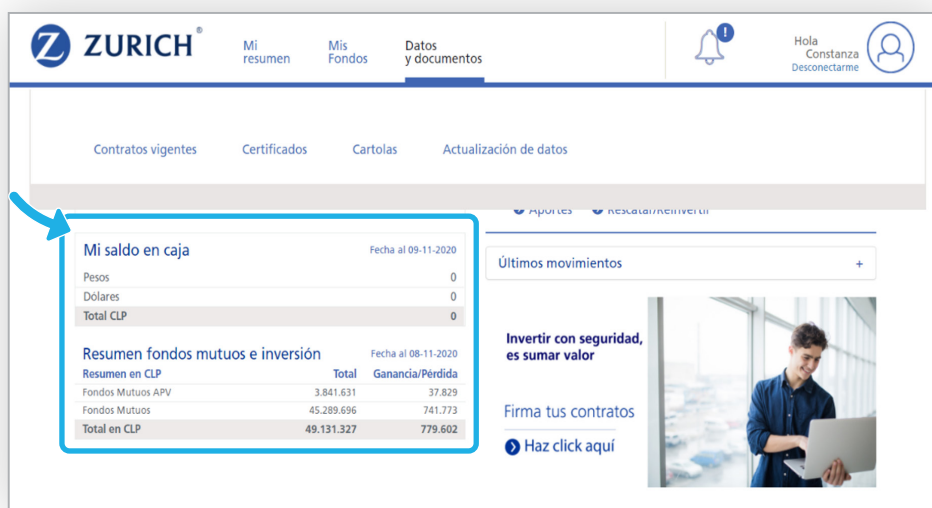 Z ZURICH®
Mi resumen
Mis Fondos
Datos y documentos
!
Hola
Constanza
Desconectarme
Contratos vigentes Certificados Cartolas Actualización de datos
Aportes Rescatar/Reinvertir
Mi saldo en caja Fecha al 09-11-2020
Pesos 0
Dólares 0
Total CLP 0
Resumen fondos mutuos e inversión Fecha al 08-11-2020
Resumen en CLP Total Ganancia/Pérdida
Fondos Mutuos APV 3.841.631 37.829
Fondos Mutuos 45.289.696 741.773
Total en CLP 49.131.327 779.602
Últimos movimientos +
Invertir con seguridad,
es sumar valor
Firma tus contratos
Haz click aquí